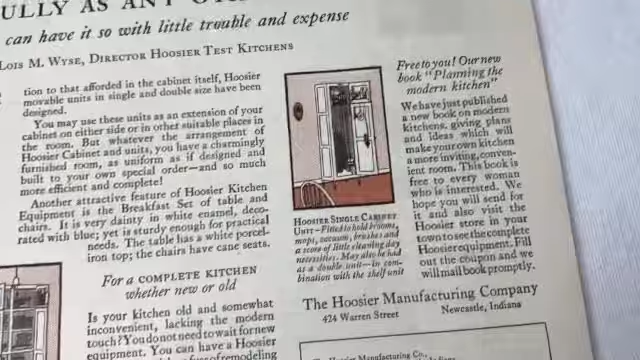 ULLY AS ANY
can have it so with little trouble and expense
LOIS M. WYSE, DIRECTOR HOOSIER TEST KITCHENS
tion to that afforded in the cabinet itself, Hoosier
movable units in single and double size have been
designed.
You may use these units as an extension of your
cabinet on either side or in other suitable places in
the room. But whatever the arrangement of
Hoosier Cabinet and units, you have a charmingly
furnished room, as uniform as if designed and
built to your own special order—and so much
more efficient and complete!
Another attractive feature of Hoosier Kitchen
Equipment is the Breakfast Set of table and
chairs. It is very dainty in white enamel, deco-
rated with blue; yet is sturdy enough for practical
needs. The table has a white porcel-
iron top; the chairs have cane seats.
For a COMPLETE KITCHEN
whether new or old
Is your kitchen old and somewhat
inconvenient, lacking the modern
touch? You do not need to wait for new
equipment. You can have a Hoosier
of remodeling
HOOSIER SINGLE CABINET
UNIT—Fitted to hold brooms,
mops, vacuum, brushes and
a score of little cleaning day
necessities. May also be had
as a double unit—in com-
bination with the shelf unit
Free to you! Our new
book "Planning the
modern kitchen"
We have just published
a new book on modern
kitchens, giving plans
and ideas which will
make your own kitchen
a more inviting, conven-
ient room. This book is
free to every woman
who is interested. We
hope you will send for
it and also visit the
Hoosier store in your
town to see the complete
Hoosier equipment. Fill
out the coupon and we
will mail book promptly.
The Hoosier Manufacturing Company
424 Warren Street Newcastle, Indiana
The Hoosier Manufacturing Co.,